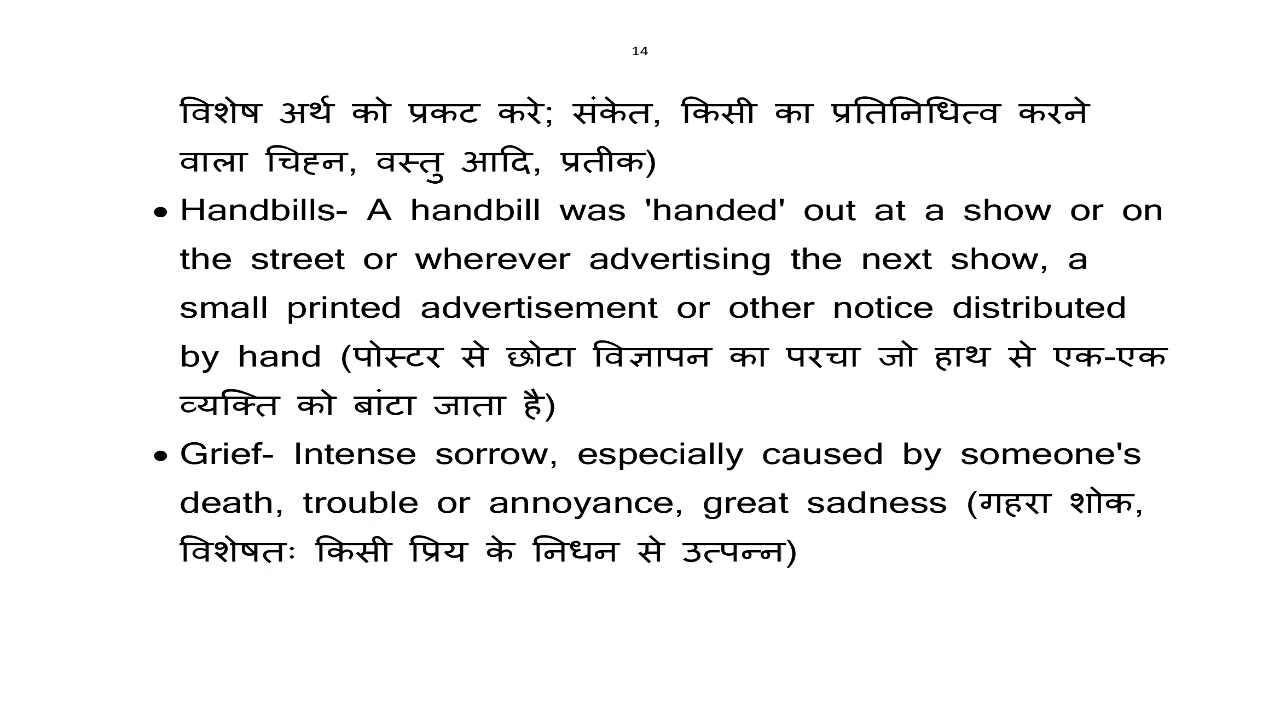 14
विशेष अर्थ को प्रकट करे; संकेत, किसी का प्रतिनिधित्व करने
वाला चिह्न, वस्तु आदि, प्रतीक)
• Handbills- A handbill was 'handed' out at a show or on
the street or wherever advertising the next show, a
small printed advertisement or other notice distributed
by hand (पोस्टर से छोटा विज्ञापन का परचा जो हाथ से एक-एक
व्यक्ति को बांटा जाता है)
• Grief- Intense sorrow, especially caused by someone's
death, trouble or annoyance, great sadness (गहरा शोक,
विशेषतः किसी प्रिय के निधन से उत्पन्न)